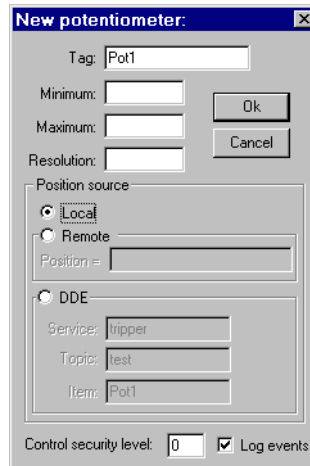 New potentiometer:
Tag: Pot1
Minimum:
Ok
Maximum:
Cancel
Resolution:
Position source
Local
Remote
Position =
DDE
Service: tripper
Topic: test
Item: Pot1
Control security level: 0 Log events